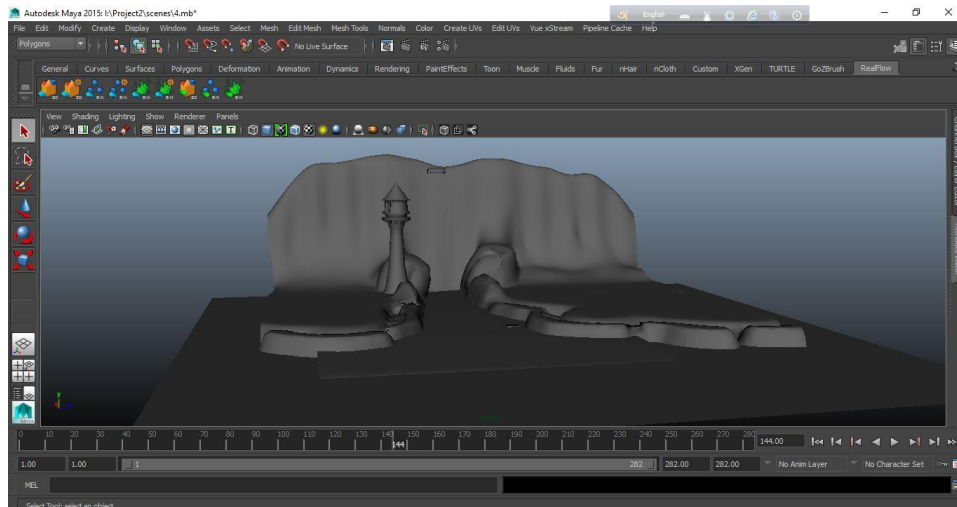 Autodesk Maya 2015: I:\Project2\scenes\4.mb*
English
File Edit Modify Create Display Window Assets Select Mesh Edit Mesh Mesh Tools Normals Color Create UVs Edit UVs Vue xStream Pipeline Cache Help
Polygons
No Live Surface
General Curves Surfaces Polygons Deformation Animation Dynamics Rendering PaintEffects Toon Muscle Fluids Fur nHair nCloth Custom XGen TURTLE GoZBrush RealFlow
View Shading Lighting Show Renderer Panels
Y
0 10 20 30 40 50 60 70 80 90 100 110 120 130 140 150 160 170 180 190 200 210 220 230 240 250 260 270 280
144
144.00
1.00 1.00 1 282 282.00 282.00 No Anim Layer No Character Set
MEL
Select Tool: select an object